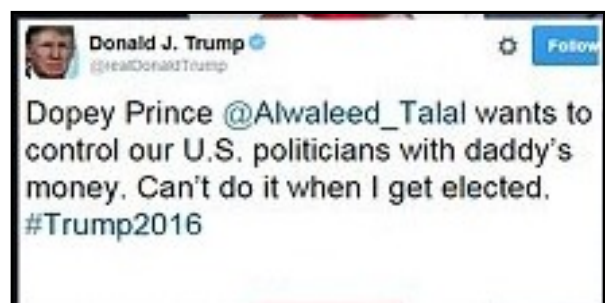 Donald J. Trump
@realDonaldTrump
Follow
Dopey Prince @Alwaleed_Talal wants to
control our U.S. politicians with daddy's
money. Can't do it when I get elected.
#Trump2016